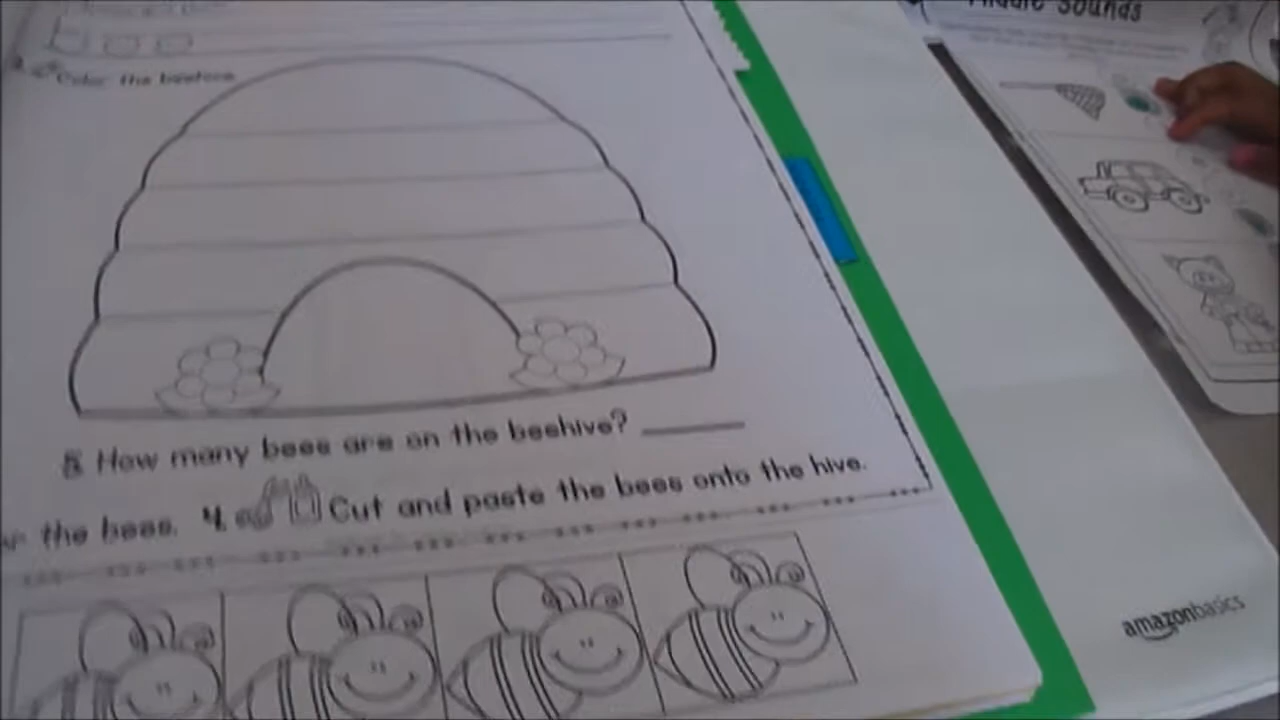 Middle Sounds
Color the beehive
5. How many bees are on the beehive?
the bees. 4. Cut and paste the bees onto the hive.
amazonbasics